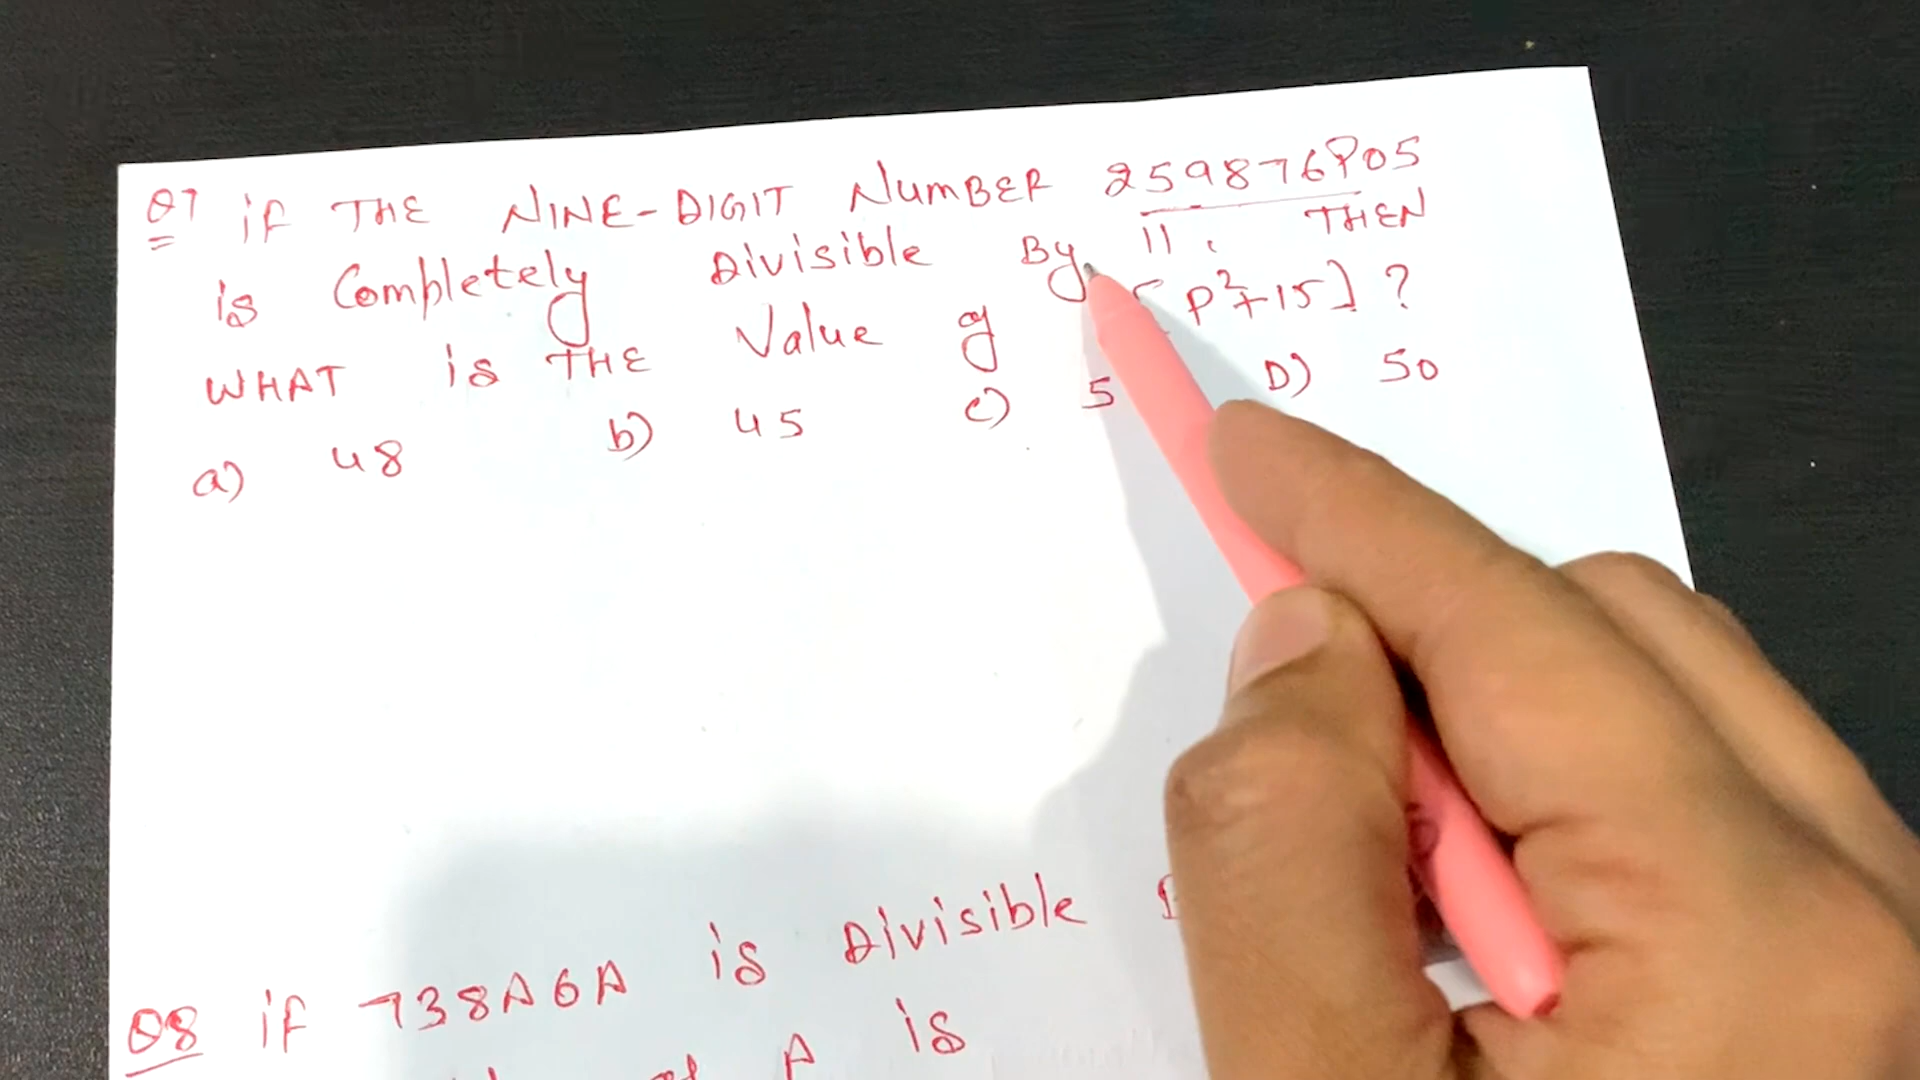 Q7 if THE NINE-DIGIT NUMBER 259876P05
is Completely Divisible By 11. THEN
WHAT is THE Value of [P²+15] ?
a) 48 b) 45 c) 5 D) 50
Q8 if 738A6A is Divisible
of A is